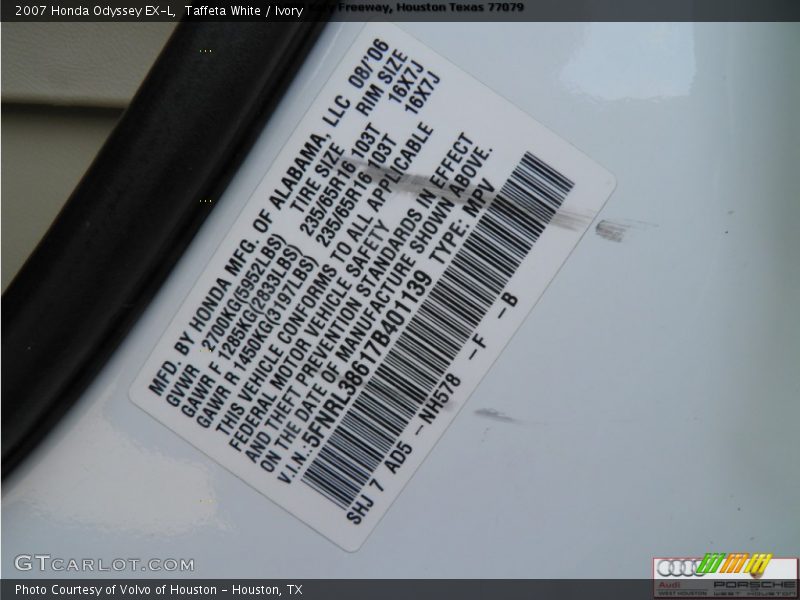 2007 Honda Odyssey EX-L, Taffeta White / Ivory
Freeway, Houston Texas 77079
MFD. BY HONDA MFG. OF ALABAMA, LLC 08/'06
GVWR 2700KG(5952LBS) TIRE SIZE RIM SIZE
GAWR F 1285KG(2833LBS) 235/65R16 103T 16X7J
GAWR R 1450KG(3197LBS) 235/65R16 103T 16X7J
THIS VEHICLE CONFORMS TO ALL APPLICABLE
FEDERAL MOTOR VEHICLE SAFETY
AND THEFT PREVENTION STANDARDS IN EFFECT
ON THE DATE OF MANUFACTURE SHOWN ABOVE.
V.I.N.:5FNRL38617B401139 TYPE: MPV
SHJ 7 AD5 -NH578 -F -B
GTCARLOT.COM
Audi PORSCHE
WEST HOUSTON WEST HOUSTON
Photo Courtesy of Volvo of Houston - Houston, TX